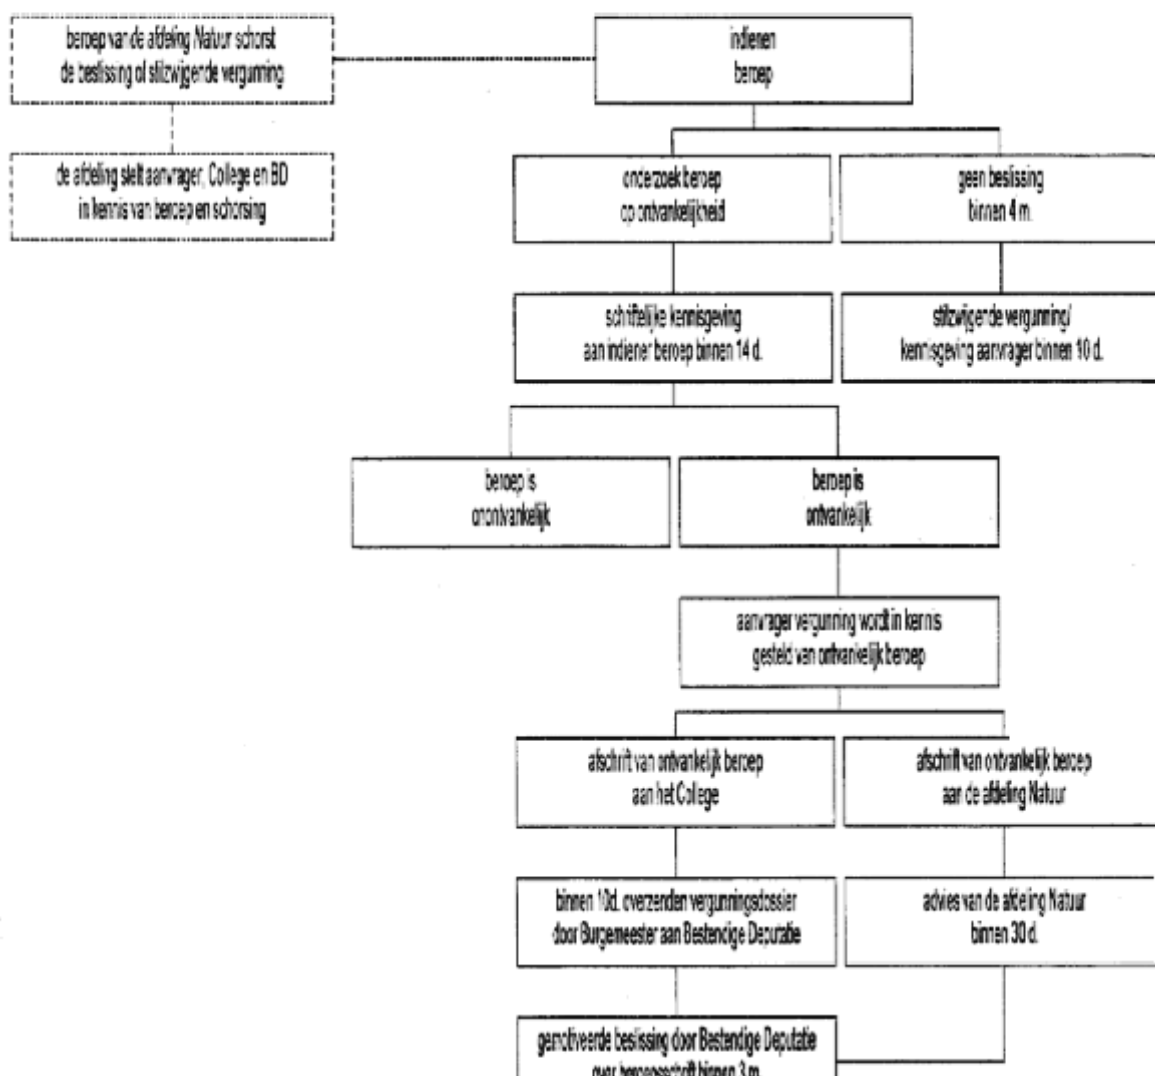 beroep van de afdeling Natuur schorst
de beslissing of stilzwijgende vergunning
indienen
beroep
de afdeling stelt aanvrager, College en BD
in kennis van beroep en schorsing
onderzoek beroep
op ontvankelijkheid
geen beslissing
binnen 4 m.
schriftelijke kennisgeving
aan indiener beroep binnen 14 d.
stilzwijgende vergunning/
kennisgeving aanvrager binnen 10 d.
beroep is
onontvankelijk
beroep is
ontvankelijk
aanvrager vergunning wordt in kennis
gesteld van ontvankelijk beroep
afschrift van ontvankelijk beroep
aan het College
afschrift van ontvankelijk beroep
aan de afdeling Natuur
binnen 10d. overzenden vergunningsdossier
door Burgemeester aan Bestendige Deputatie
advies van de afdeling Natuur
binnen 30 d.
gemotiveerde beslissing door Bestendige Deputatie
over beroepsschrift binnen 3 m.